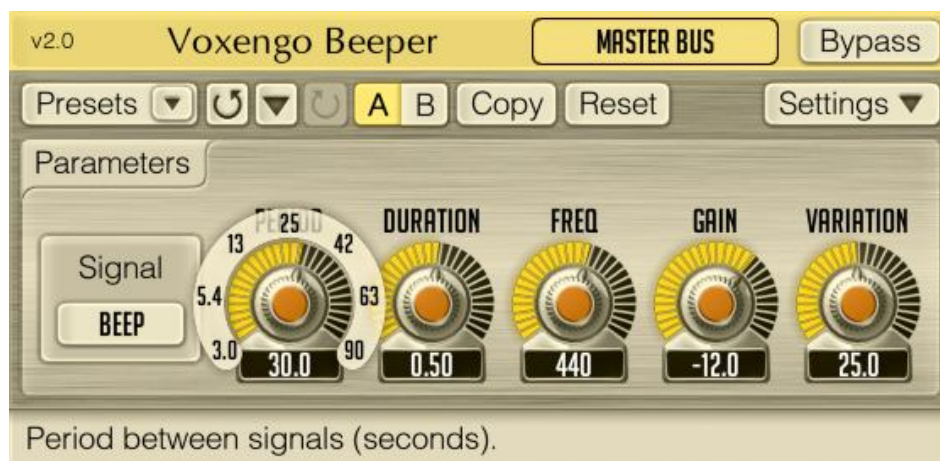 v2.0 Voxengo Beeper MASTER BUS Bypass
Presets A B Copy Reset Settings
Parameters
PERIOD DURATION FREQ GAIN VARIATION
25
13 42
Signal
5.4 63
BEEP
3.0 90
30.0 0.50 440 -12.0 25.0
Period between signals (seconds).